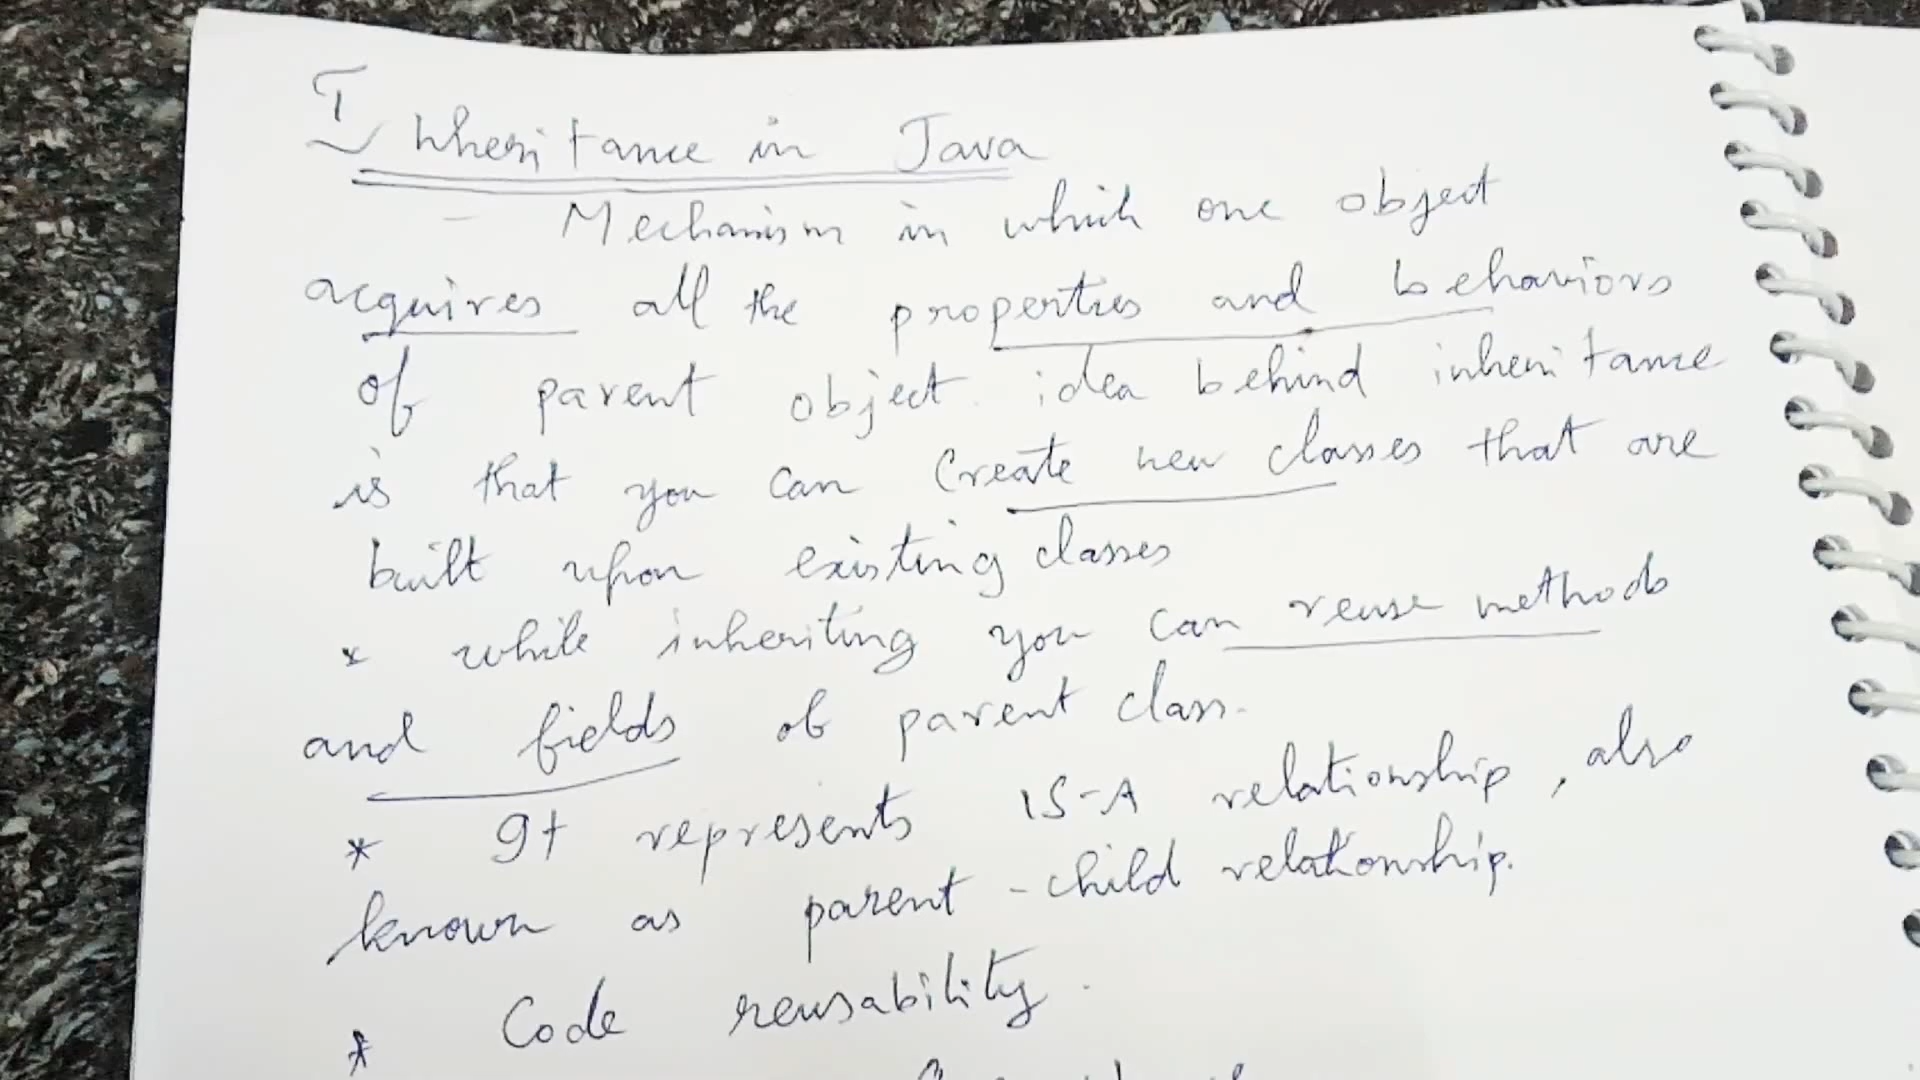 Inheritance in Java
- Mechanism in which one object
acquires all the properties and behaviors
of parent object. idea behind inheritance
is that you can create new classes that are
built upon existing classes
* while inheriting you can reuse methods
and fields of parent class.
* It represents IS-A relationship, also
known as parent-child relationship.
* Code reusability.